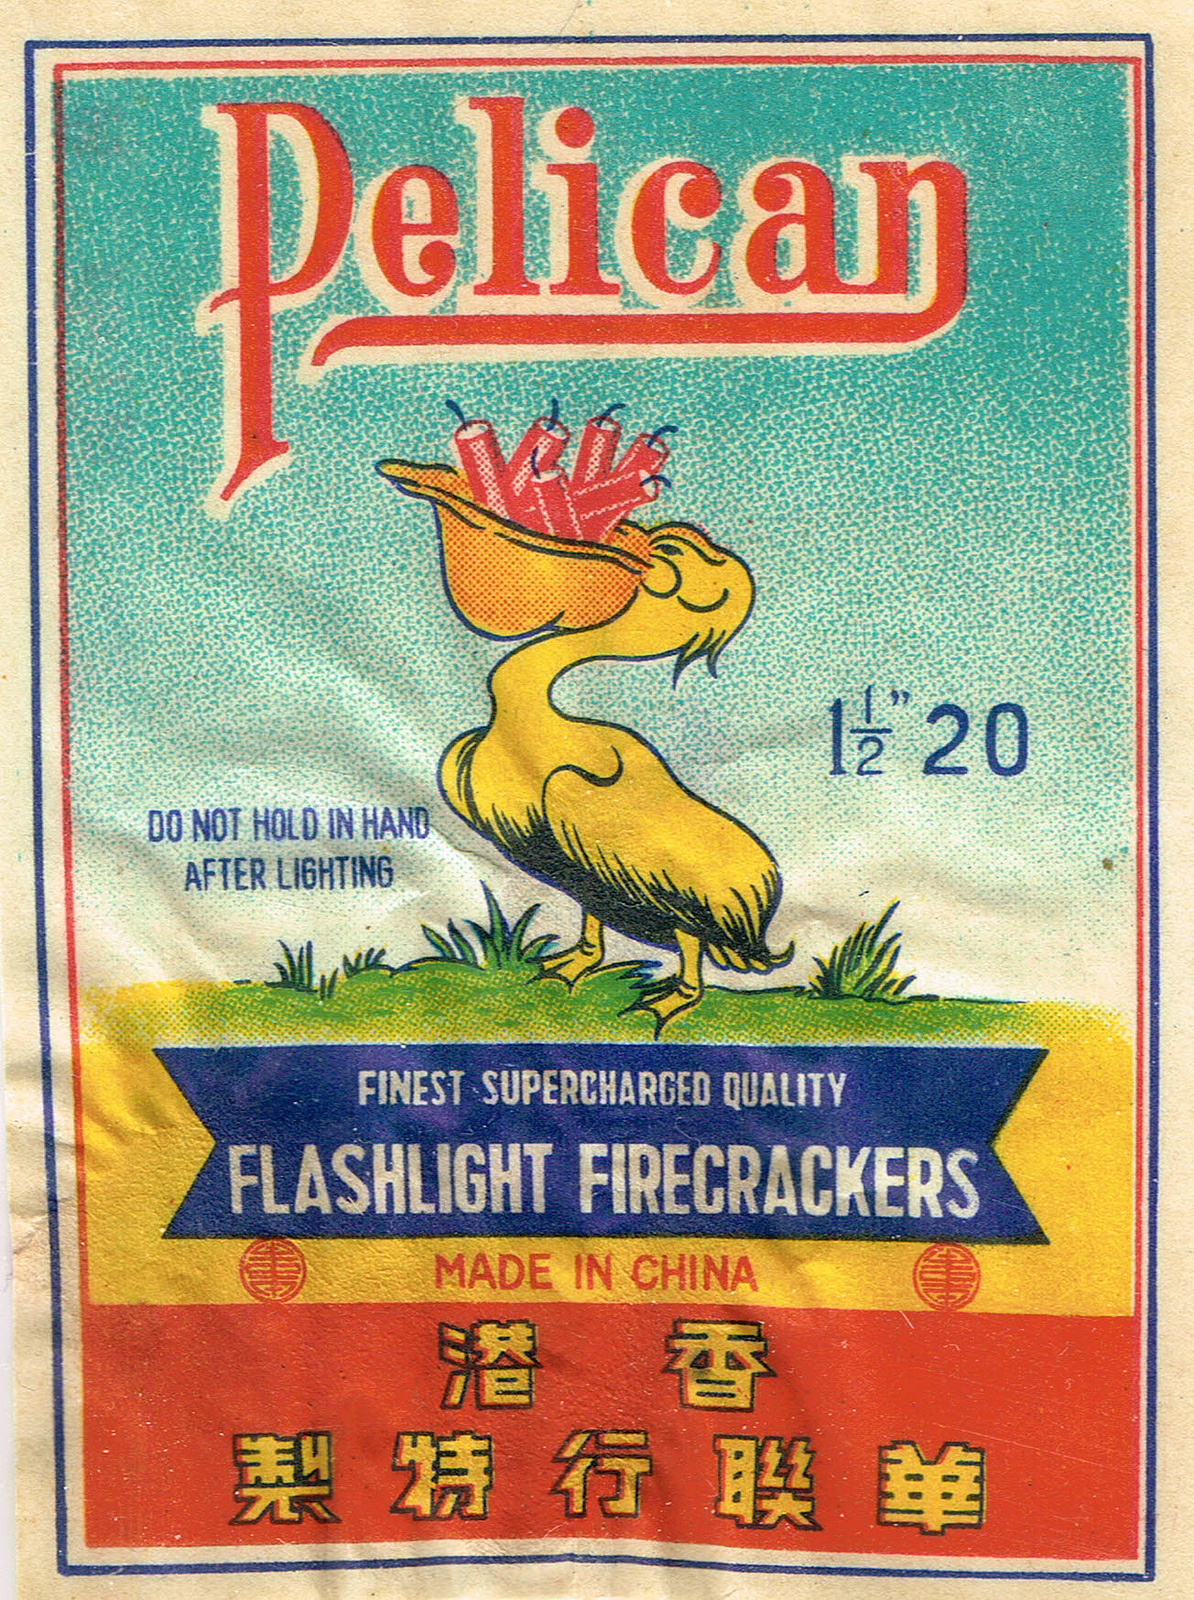 Pelican
1½" 20
DO NOT HOLD IN HAND
AFTER LIGHTING
FINEST SUPERCHARGED QUALITY
FLASHLIGHT FIRECRACKERS
MADE IN CHINA
香港
華聯行特製